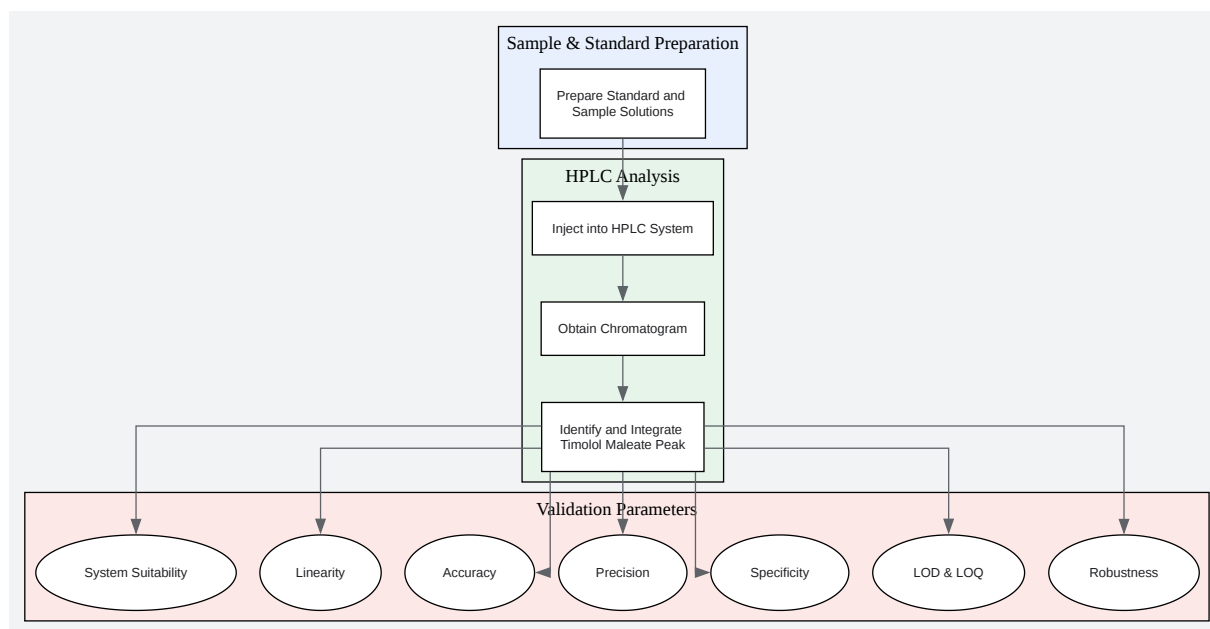 Sample & Standard Preparation
Prepare Standard and
Sample Solutions
HPLC Analysis
Inject into HPLC System
Obtain Chromatogram
Identify and Integrate
Timolol Maleate Peak
Validation Parameters
System Suitability
Linearity
Accuracy
Precision
Specificity
LOD & LOQ
Robustness